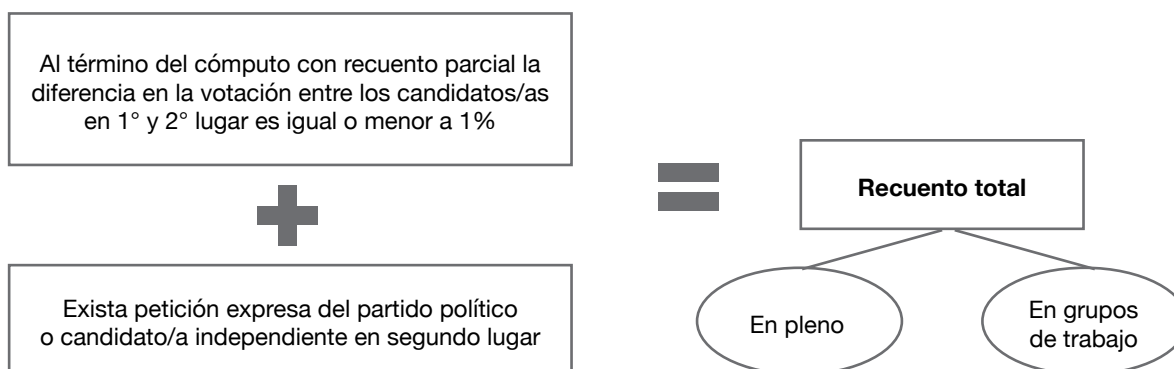 Al término del cómputo con recuento parcial la
diferencia en la votación entre los candidatos/as
en 1° y 2° lugar es igual o menor a 1%
Exista petición expresa del partido político
o candidato/a independiente en segundo lugar
Recuento total
En pleno
En grupos
de trabajo